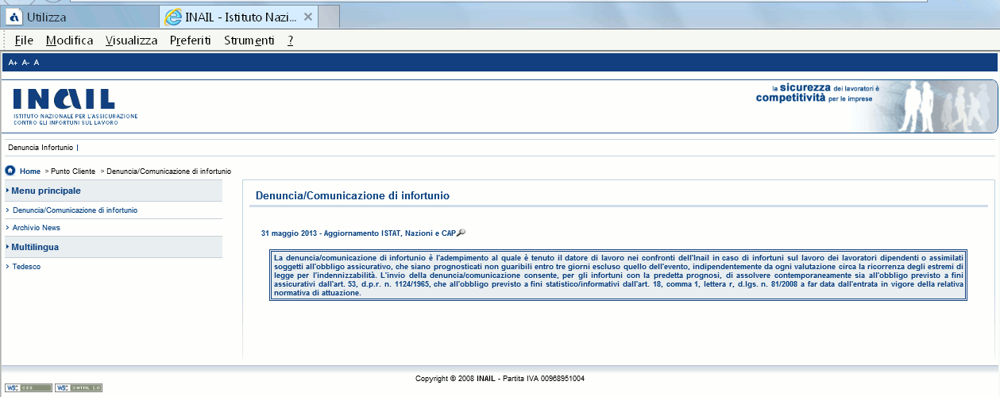 Utilizza
INAIL - Istituto Nazi...
File Modifica Visualizza Preferiti Strumenti ?
A+ A- A
INAIL
ISTITUTO NAZIONALE PER L'ASSICURAZIONE
CONTRO GLI INFORTUNI SUL LAVORO
la sicurezza dei lavoratori è
competitività per le imprese
Denuncia Infortunio |
Home > Punto Cliente > Denuncia/Comunicazione di infortunio
Menu principale
Denuncia/Comunicazione di infortunio
Archivio News
Multilingua
Tedesco
Denuncia/Comunicazione di infortunio
31 maggio 2013 - Aggiornamento ISTAT, Nazioni e CAP
La denuncia/comunicazione di infortunio è l'adempimento al quale è tenuto il datore di lavoro nei confronti dell'Inail in caso di infortuni sul lavoro dei lavoratori dipendenti o assimilati
soggetti all'obbligo assicurativo, che siano prognosticati non guaribili entro tre giorni escluso quello dell'evento, indipendentemente da ogni valutazione circa la ricorrenza degli estremi di
legge per l'indennizzabilità. L'invio della denuncia/comunicazione consente, per gli infortuni con la predetta prognosi, di assolvere contemporaneamente sia all'obbligo previsto a fini
assicurativi dall'art. 53, d.p.r. n. 1124/1965, che all'obbligo previsto a fini statistico/informativi dall'art. 18, comma 1, lettera r, d.lgs. n. 81/2008 a far data dall'entrata in vigore della relativa
normativa di attuazione.
Copyright © 2008 INAIL - Partita IVA 00968951004
W3C CSS W3C XHTML 1.0